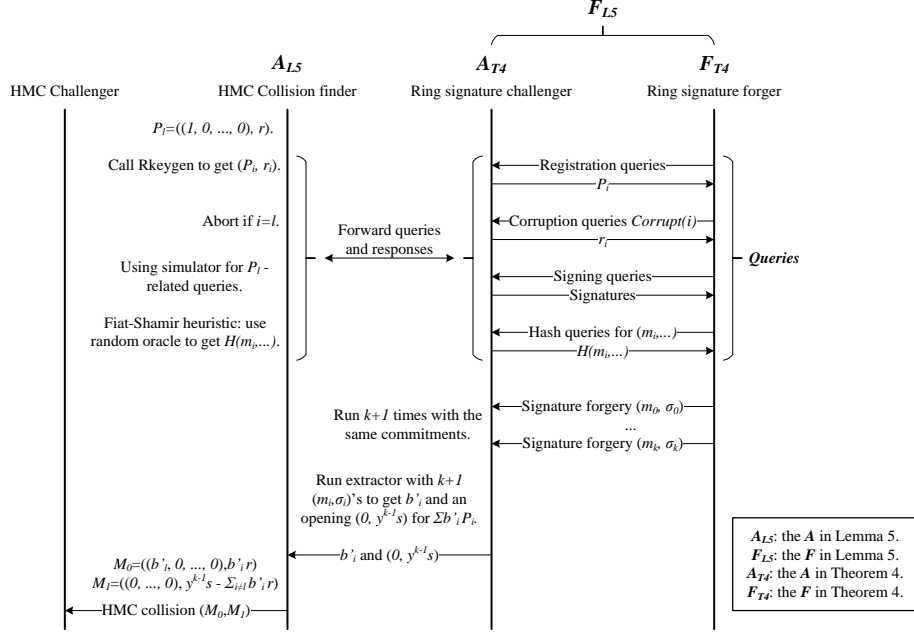 F_L5
A_L5
A_T4
F_T4
HMC Challenger
HMC Collision finder
Ring signature challenger
Ring signature forger
P_l=((1, 0, ..., 0), r).
Call Rkeygen to get (P_i, r_i).
Registration queries
P_i
Abort if i=l.
Corruption queries Corrupt(i)
r_i
Forward queries
and responses
Queries
Using simulator for P_l -
related queries.
Signing queries
Signatures
Fiat-Shamir heuristic: use
random oracle to get H(m_i,...).
Hash queries for (m_i,...)
H(m_i,...)
Run k+1 times with the
same commitments.
Signature forgery (m_0, σ_0)
...
Signature forgery (m_k, σ_k)
Run extractor with k+1
(m_i,σ_i)'s to get b'_i and an
opening (0, y^{k-1}s) for Σb'_i P_i.
b'_i and (0, y^{k-1}s)
M_0=((b'_l, 0, ..., 0),b'_l r)
M_1=((0, ..., 0), y^{k-1}s - Σ_{i≠l} b'_i r)
HMC collision (M_0,M_1)
A_L5: the A in Lemma 5.
F_L5: the F in Lemma 5.
A_T4: the A in Theorem 4.
F_T4: the F in Theorem 4.